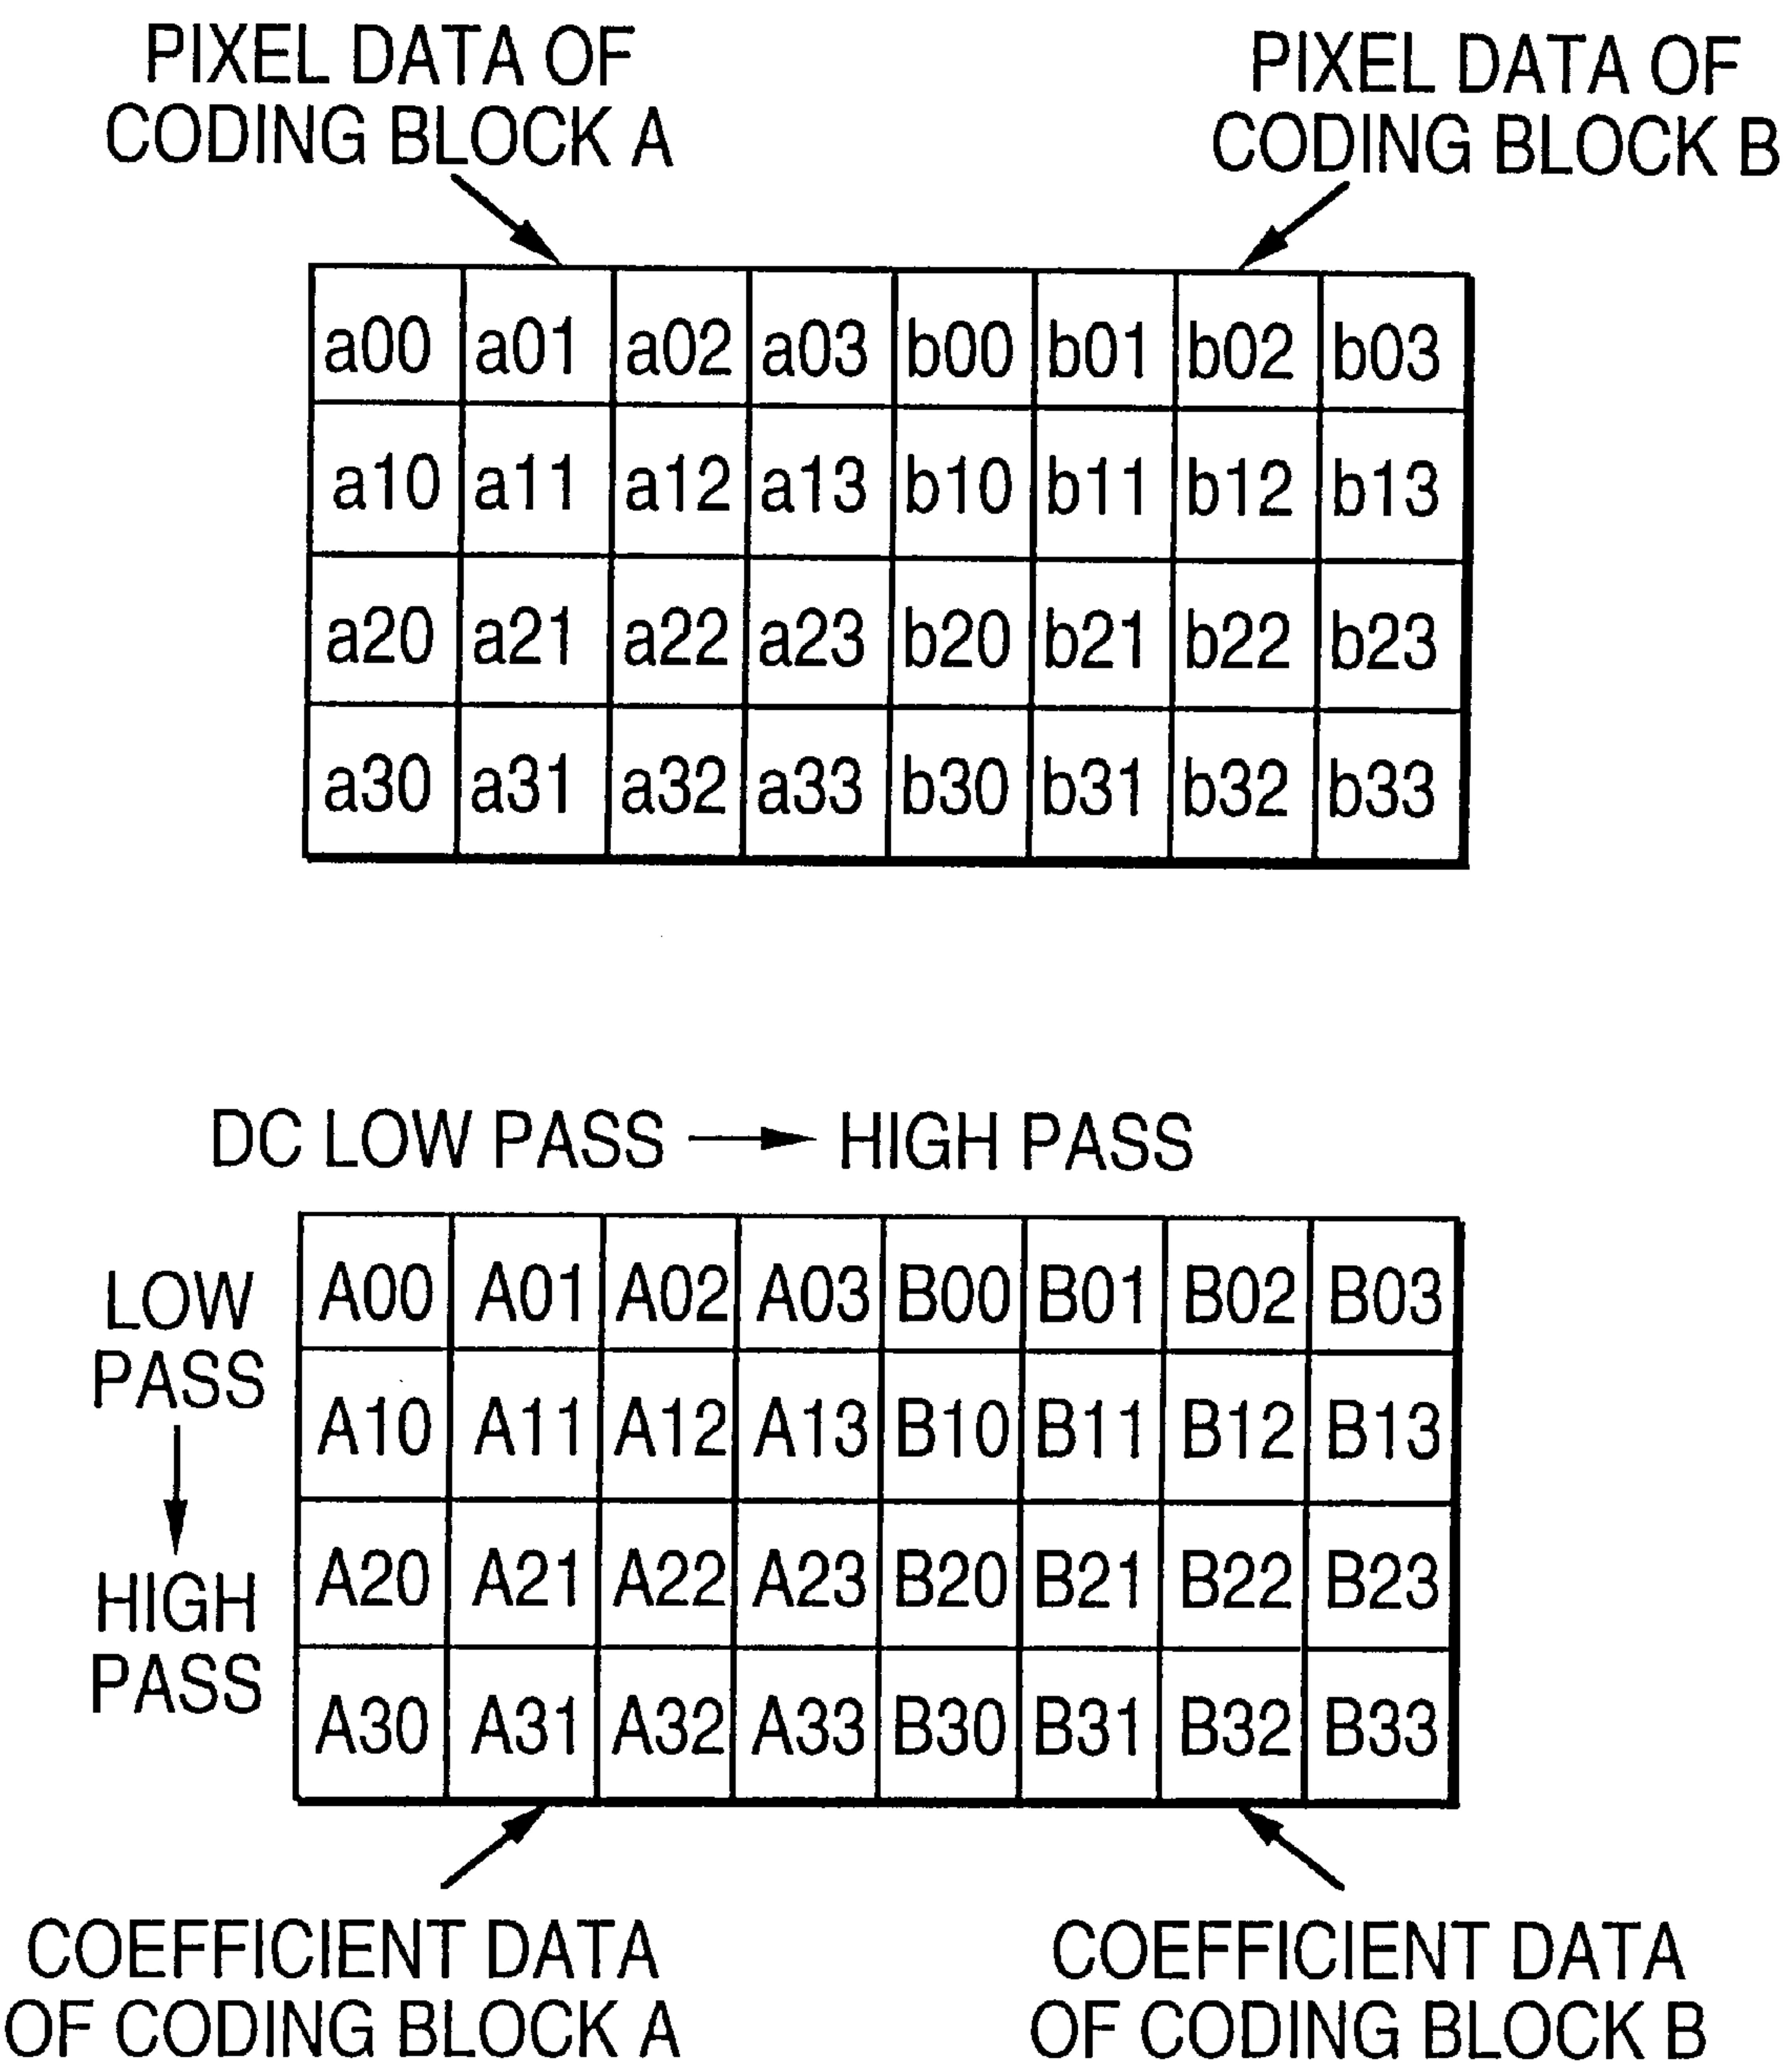 PIXEL DATA OF
CODING BLOCK A
PIXEL DATA OF
CODING BLOCK B
a00 a01 a02 a03 b00 b01 b02 b03
a10 a11 a12 a13 b10 b11 b12 b13
a20 a21 a22 a23 b20 b21 b22 b23
a30 a31 a32 a33 b30 b31 b32 b33
DC LOW PASS HIGH PASS
LOW
PASS
HIGH
PASS
A00 A01 A02 A03 B00 B01 B02 B03
A10 A11 A12 A13 B10 B11 B12 B13
A20 A21 A22 A23 B20 B21 B22 B23
A30 A31 A32 A33 B30 B31 B32 B33
COEFFICIENT DATA
OF CODING BLOCK A
COEFFICIENT DATA
OF CODING BLOCK B